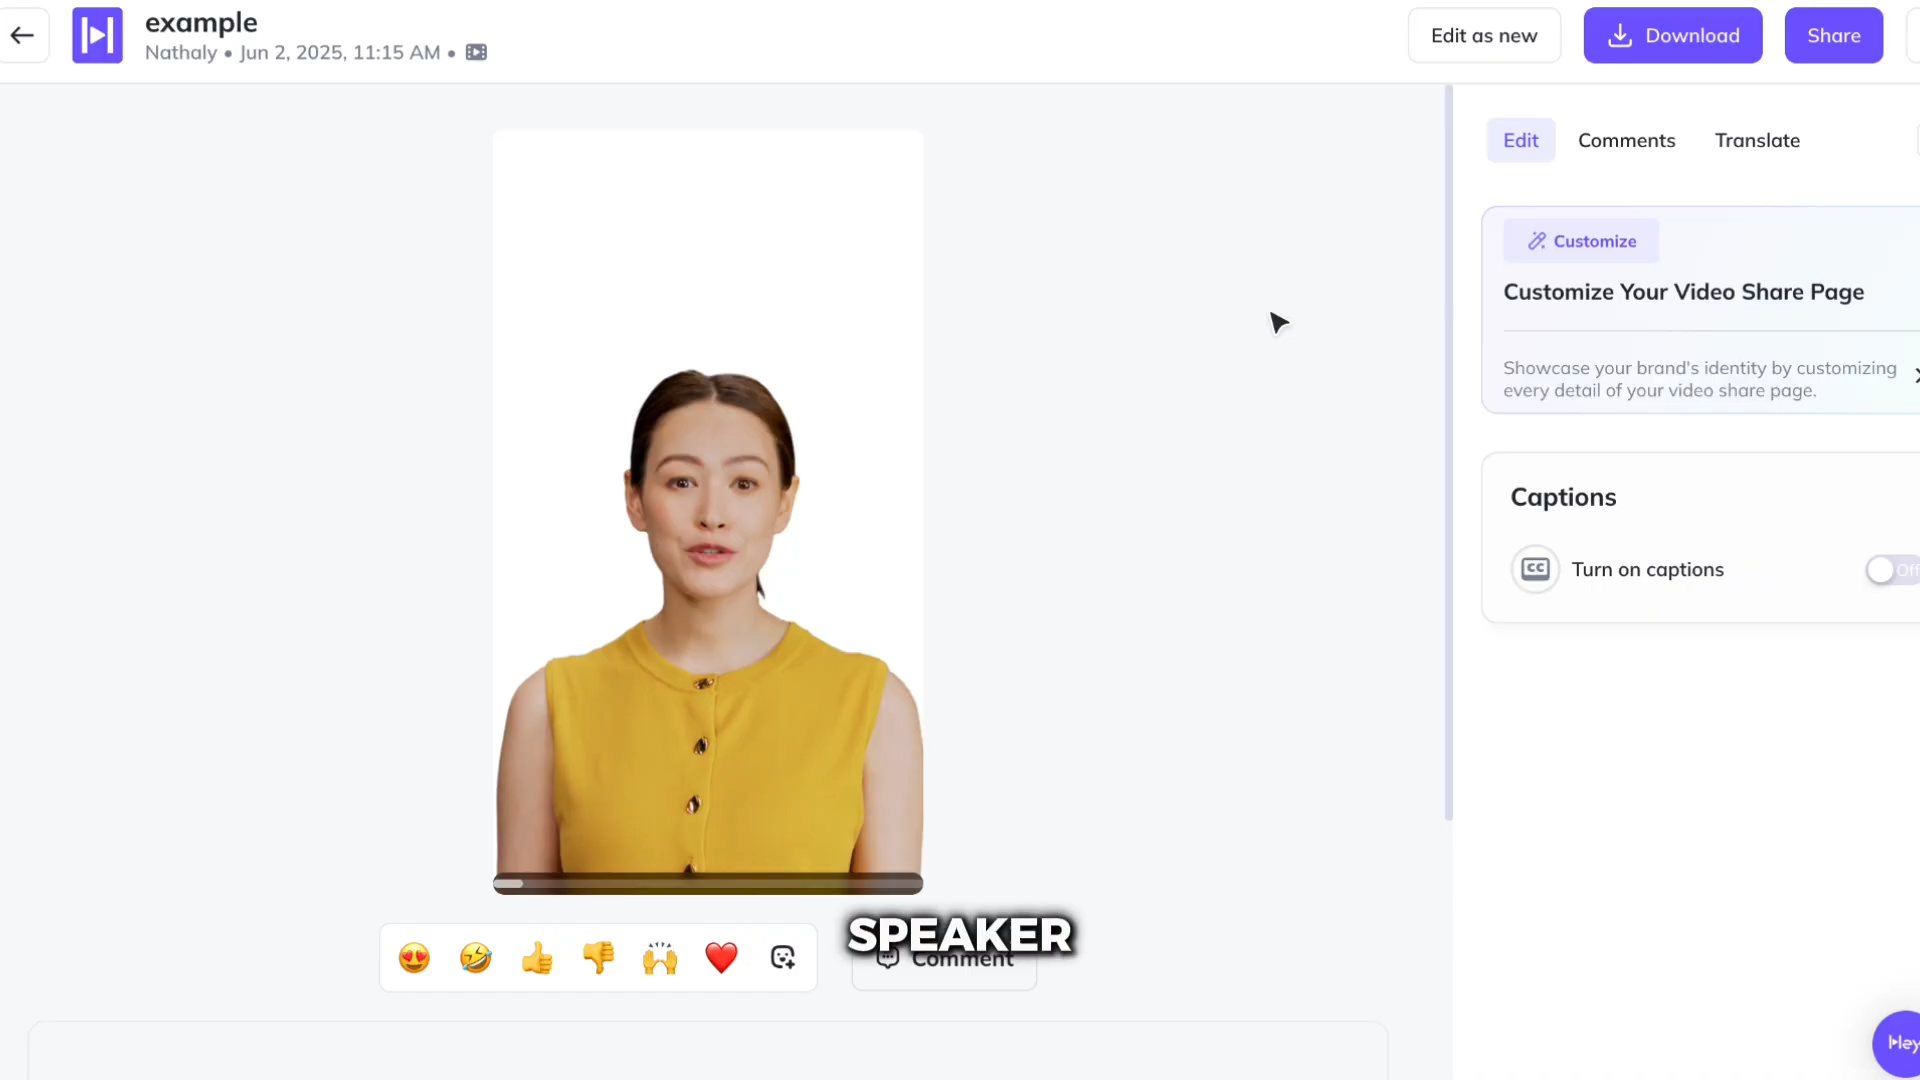 example
Nathaly • Jun 2, 2025, 11:15 AM •
Edit as new
Download
Share
Edit
Comments
Translate
Customize
Customize Your Video Share Page
Showcase your brand's identity by customizing
every detail of your video share page.
Captions
CC
Turn on captions
Off
SPEAKER
Comment
Hey